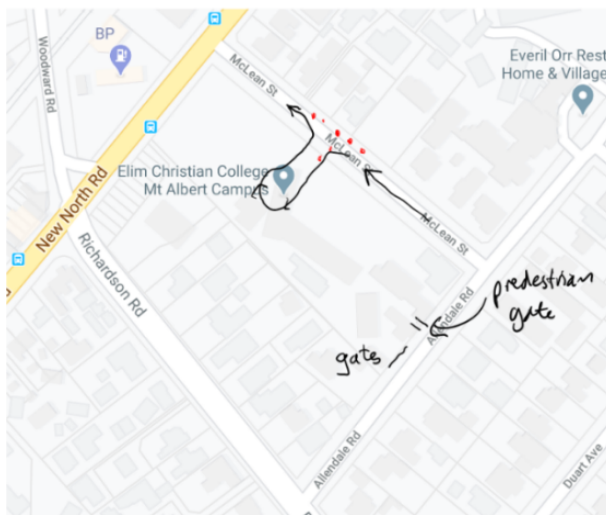 BP
Woodward Rd
McLean St
Everil Orr Rest
Home & Village
McLean St
Elim Christian College
Mt Albert Campus
New North Rd
McLean St
Richardson Rd
predestrian
gate
Allendale Rd
gates
Allendale Rd
Duart Ave